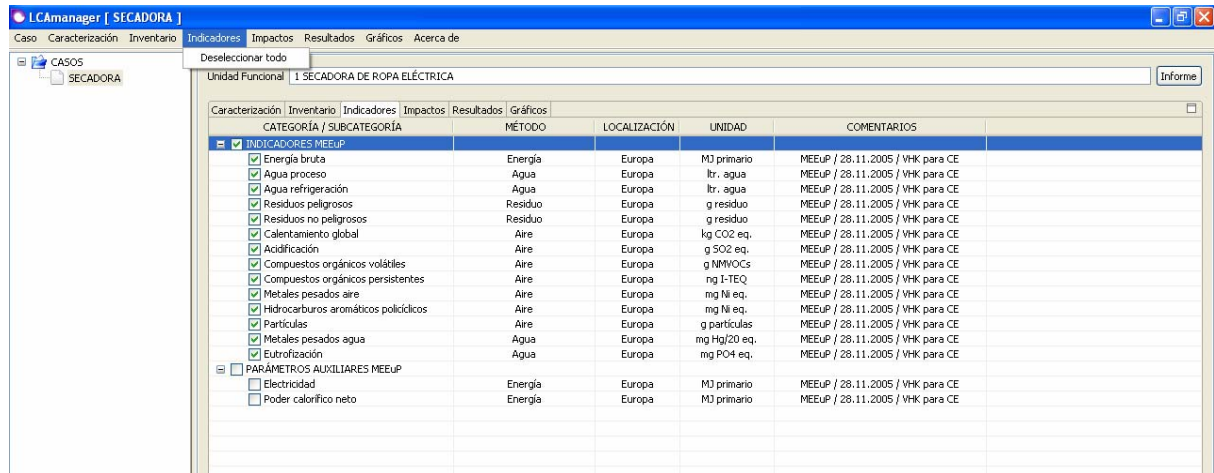 LCAmanager [ SECADORA ]
Caso Caracterización Inventario Indicadores Impactos Resultados Gráficos Acerca de
CASOS
SECADORA
Deseleccionar todo
Unidad Funcional 1 SECADORA DE ROPA ELÉCTRICA Informe
Caracterización Inventario Indicadores Impactos Resultados Gráficos
CATEGORÍA / SUBCATEGORÍA MÉTODO LOCALIZACIÓN UNIDAD COMENTARIOS
INDICADORES MEEuP
Energía bruta Energía Europa MJ primario MEEuP / 28.11.2005 / VHK para CE
Agua proceso Agua Europa ltr. agua MEEuP / 28.11.2005 / VHK para CE
Agua refrigeración Agua Europa ltr. agua MEEuP / 28.11.2005 / VHK para CE
Residuos peligrosos Residuo Europa g residuo MEEuP / 28.11.2005 / VHK para CE
Residuos no peligrosos Residuo Europa g residuo MEEuP / 28.11.2005 / VHK para CE
Calentamiento global Aire Europa kg CO2 eq. MEEuP / 28.11.2005 / VHK para CE
Acidificación Aire Europa g SO2 eq. MEEuP / 28.11.2005 / VHK para CE
Compuestos orgánicos volátiles Aire Europa g NMVOCs MEEuP / 28.11.2005 / VHK para CE
Compuestos orgánicos persistentes Aire Europa ng I-TEQ MEEuP / 28.11.2005 / VHK para CE
Metales pesados aire Aire Europa mg Ni eq. MEEuP / 28.11.2005 / VHK para CE
Hidrocarburos aromáticos policíclicos Aire Europa mg Ni eq. MEEuP / 28.11.2005 / VHK para CE
Partículas Aire Europa g partículas MEEuP / 28.11.2005 / VHK para CE
Metales pesados agua Agua Europa mg Hg/20 eq. MEEuP / 28.11.2005 / VHK para CE
Eutrofización Agua Europa mg PO4 eq. MEEuP / 28.11.2005 / VHK para CE
PARÁMETROS AUXILIARES MEEuP
Electricidad Energía Europa MJ primario MEEuP / 28.11.2005 / VHK para CE
Poder calorífico neto Energía Europa MJ primario MEEuP / 28.11.2005 / VHK para CE